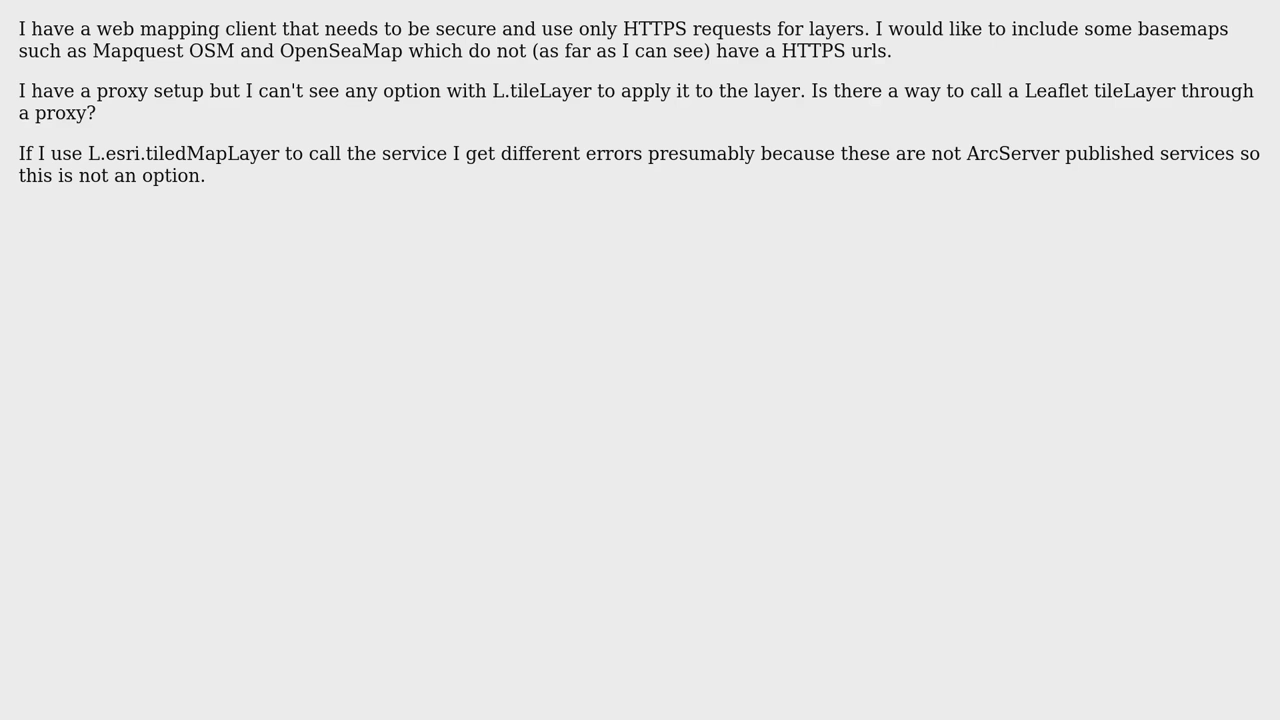 I have a web mapping client that needs to be secure and use only HTTPS requests for layers. I would like to include some basemaps
such as Mapquest OSM and OpenSeaMap which do not (as far as I can see) have a HTTPS urls.
I have a proxy setup but I can't see any option with L.tileLayer to apply it to the layer. Is there a way to call a Leaflet tileLayer through
a proxy?
If I use L.esri.tiledMapLayer to call the service I get different errors presumably because these are not ArcServer published services so
this is not an option.